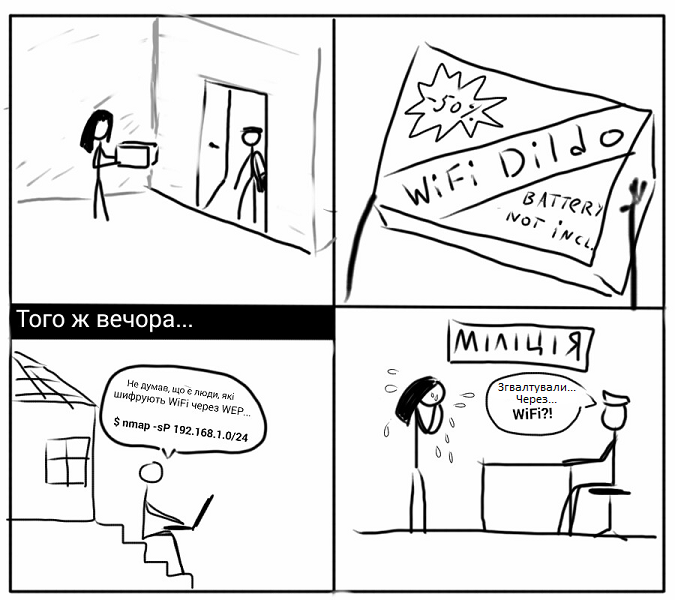 -50%
WiFi Dildo
BATTERY
NOT INCL.
Того ж вечора...
Не думав, що є люди, які
шифрують WiFi через WEP...
$ nmap -sP 192.168.1.0/24
МІЛІЦІЯ
Згвалтували...
Через...
WiFi?!